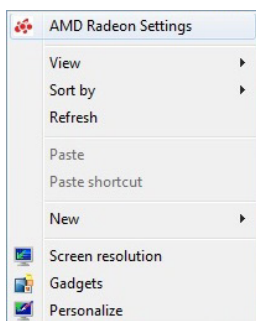 AMD Radeon Settings
View
Sort by
Refresh
Paste
Paste shortcut
New
Screen resolution
Gadgets
Personalize